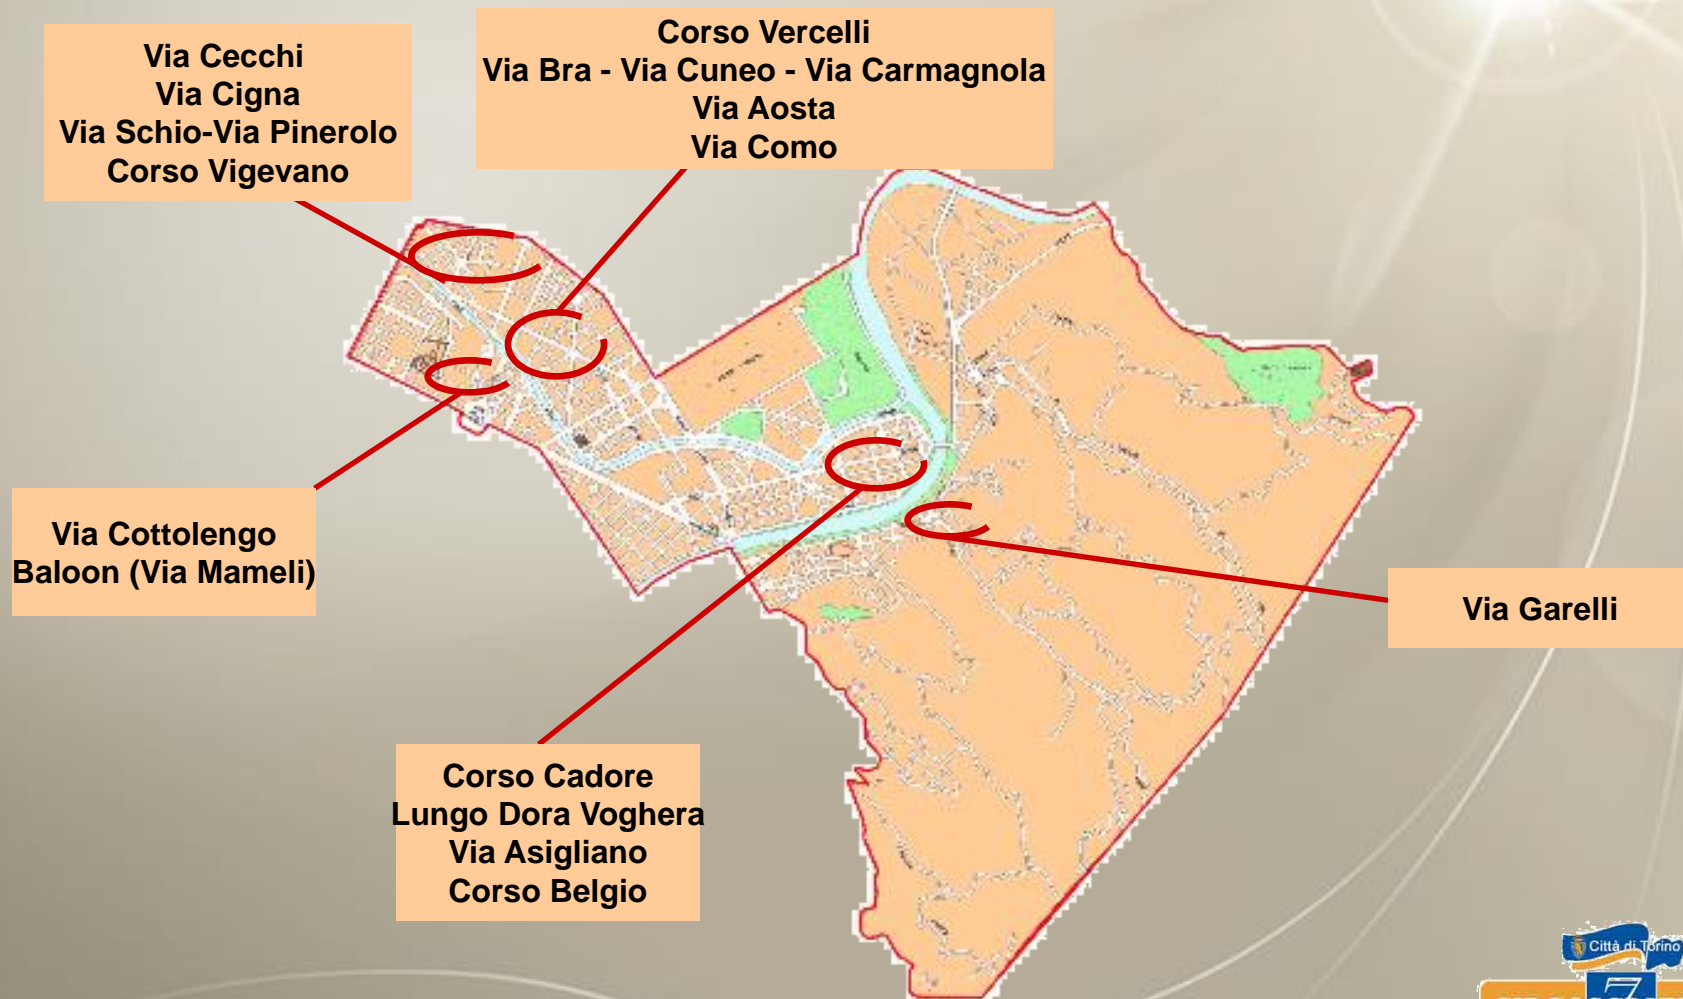 Via Cecchi
Via Cigna
Via Schio-Via Pinerolo
Corso Vigevano
Corso Vercelli
Via Bra - Via Cuneo - Via Carmagnola
Via Aosta
Via Como
Via Cottolengo
Baloon (Via Mameli)
Via Garelli
Corso Cadore
Lungo Dora Voghera
Via Asigliano
Corso Belgio
Città di Torino
7